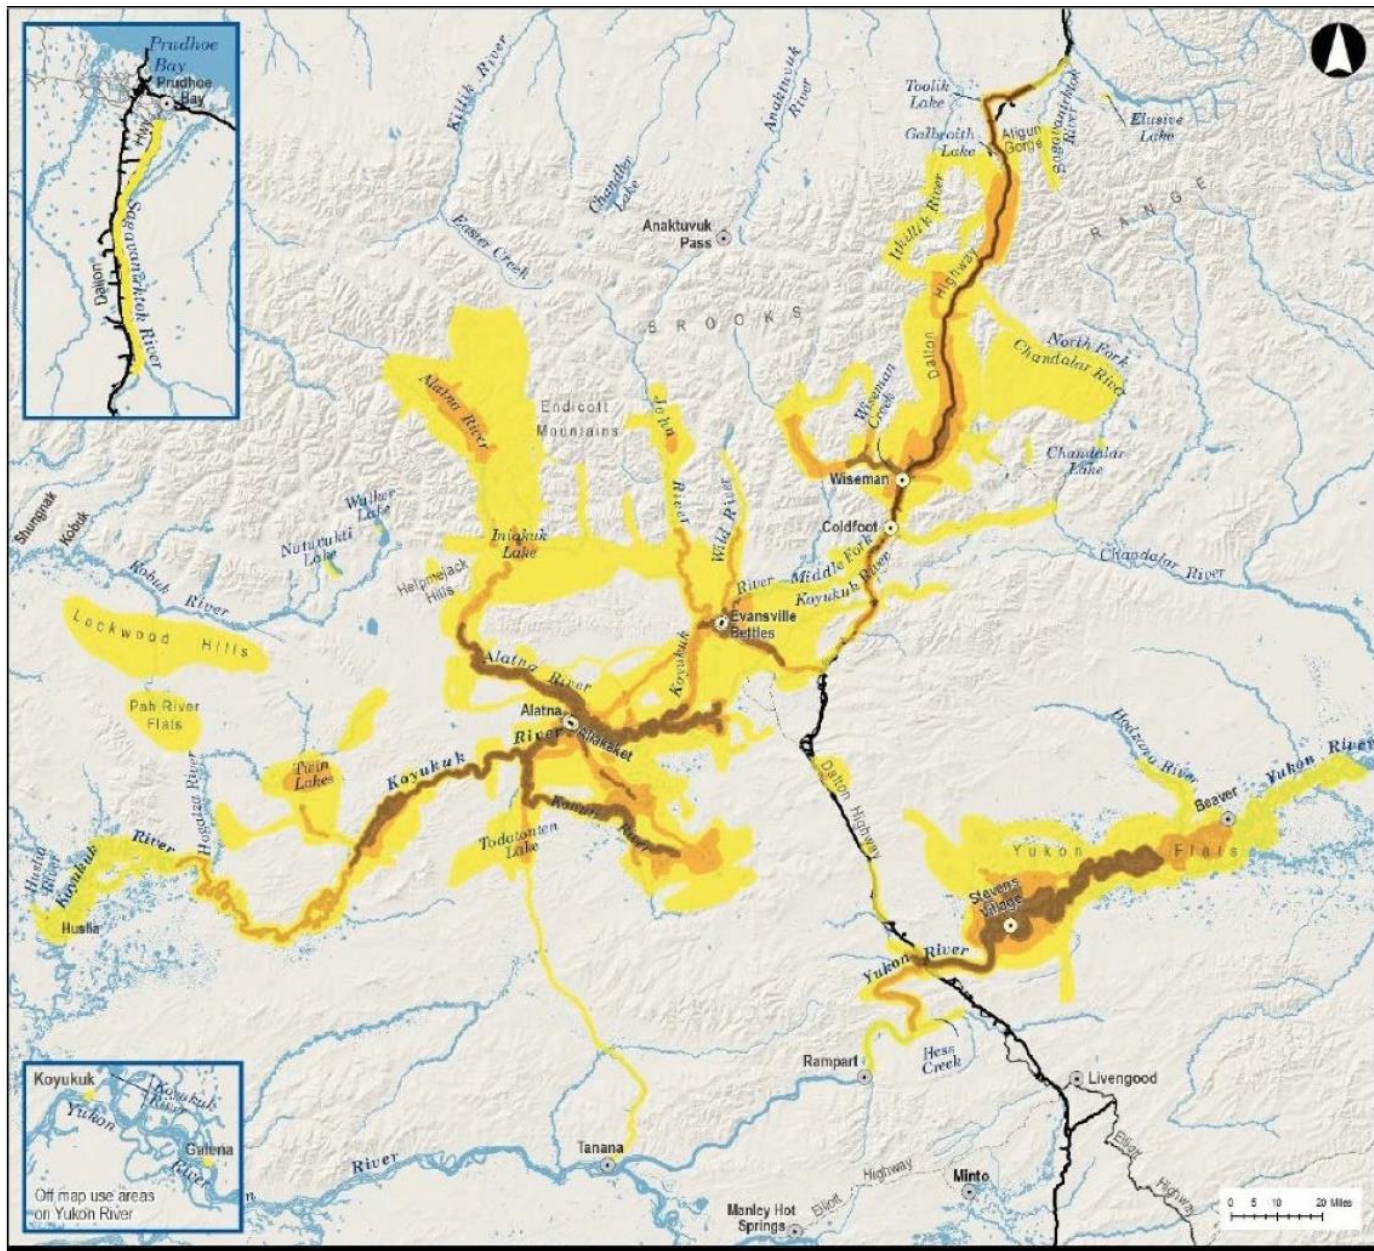 Prudhoe
Bay
Prudhoe
Bay
Hwy
Dalton
Sagavanirktok River
Killik River
Anaktuvuk
River
Toolik
Lake
Galbraith
Lake
Atigun
Gorge
Sagavanirktok
River
Elusive
Lake
Chandler
Lake
Easter Creek
Anaktuvuk
Pass
Itkillik River
BROOKS
RANGE
Dalton
Highway
North Fork
Chandalar River
Alatna River
Endicott
Mountains
John
River
Wild River
Wiseman
Creek
Wiseman
Chandalar
Lake
Coldfoot
Shungnak
Kobuk
Walker
Lake
Nutuvukti
Lake
Iniakuk
Lake
Helpmejack
Hills
Middle Fork
Koyukuk River
River
Chandalar River
Kobuk River
Lockwood Hills
Evansville
Bettles
Koyukuk
Alatna River
Pah River
Flats
Alatna
Allakaket
River
Koyukuk
Twin
Lakes
Hogatza River
Dalton Highway
Hodzana River
Yukon River
Beaver
Kanuti River
Todatonten
Lake
Huslia
River
Koyukuk
River
Huslia
Yukon Flats
Stevens
Village
Yukon River
Rampart
Hess
Creek
Livengood
Koyukuk
Koyukuk
River
Yukon
River
Galena
Off map use areas
on Yukon River
River
Tanana
Elliott
Highway
Minto
Manley Hot
Springs
Elliott
Highway
0 5 10 20 Miles